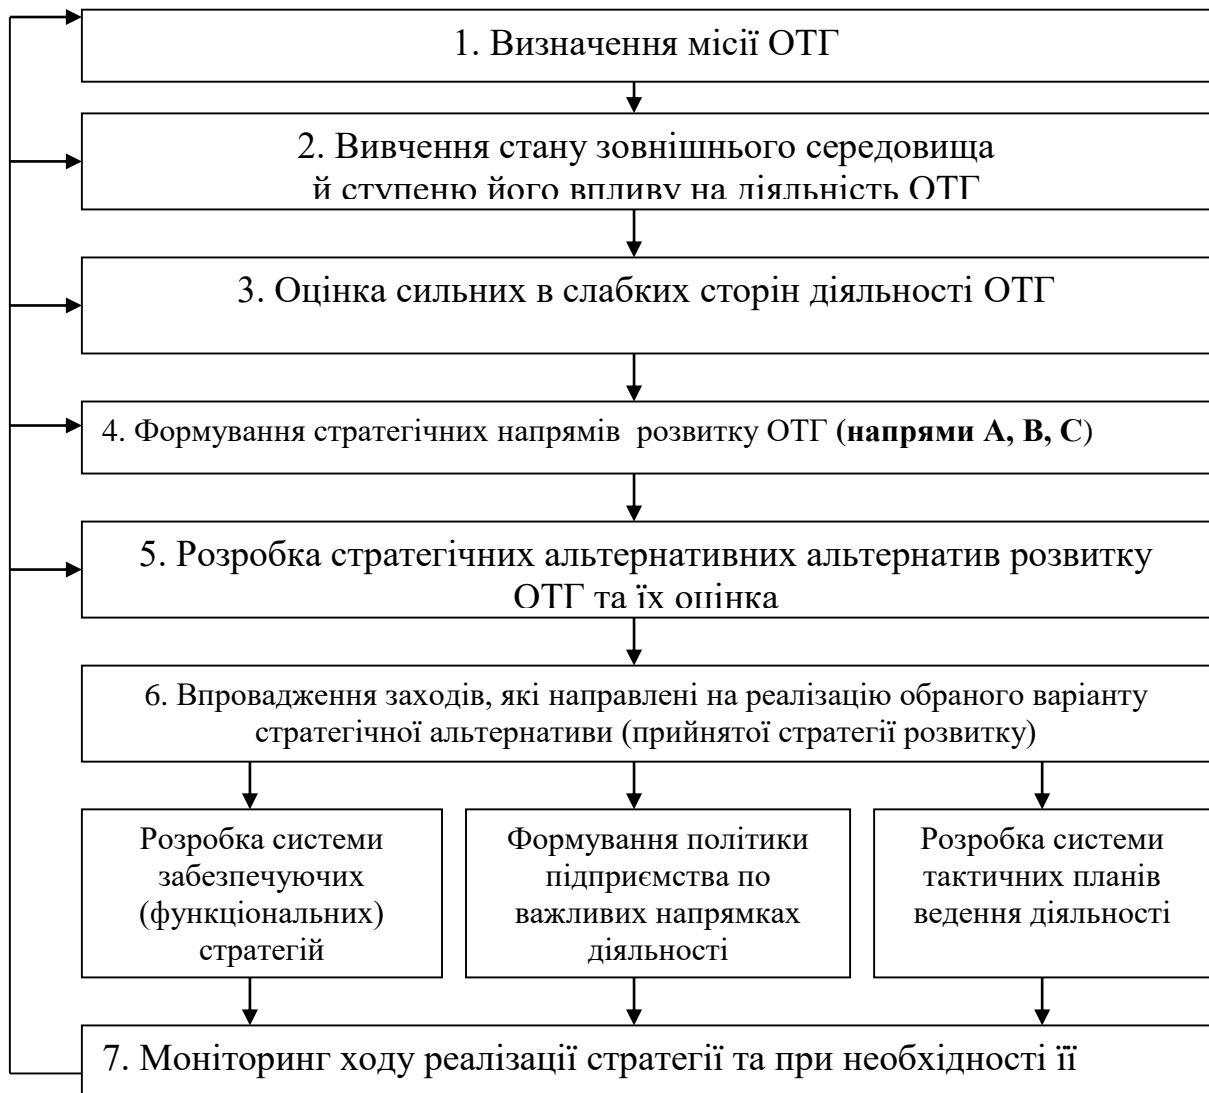 1. Визначення місії ОТГ
2. Вивчення стану зовнішнього середовища
й ступеню його впливу на діяльність ОТГ
3. Оцінка сильних в слабких сторін діяльності ОТГ
4. Формування стратегічних напрямів розвитку ОТГ (напрями А, В, С)
5. Розробка стратегічних альтернативних альтернатив розвитку
ОТГ та їх оцінка
6. Впровадження заходів, які направлені на реалізацію обраного варіанту
стратегічної альтернативи (прийнятої стратегії розвитку)
Розробка системи
забезпечуючих
(функціональних)
стратегій
Формування політики
підприємства по
важливих напрямках
діяльності
Розробка системи
тактичних планів
ведення діяльності
7. Моніторинг ходу реалізації стратегії та при необхідності її